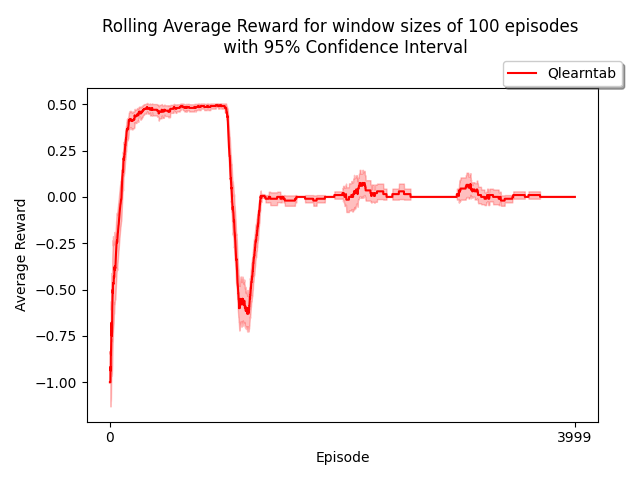 Rolling Average Reward for window sizes of 100 episodes
with 95% Confidence Interval
Qlearntab
0.50
0.25
0.00
−0.25
−0.50
−0.75
−1.00
Average Reward
0
3999
Episode